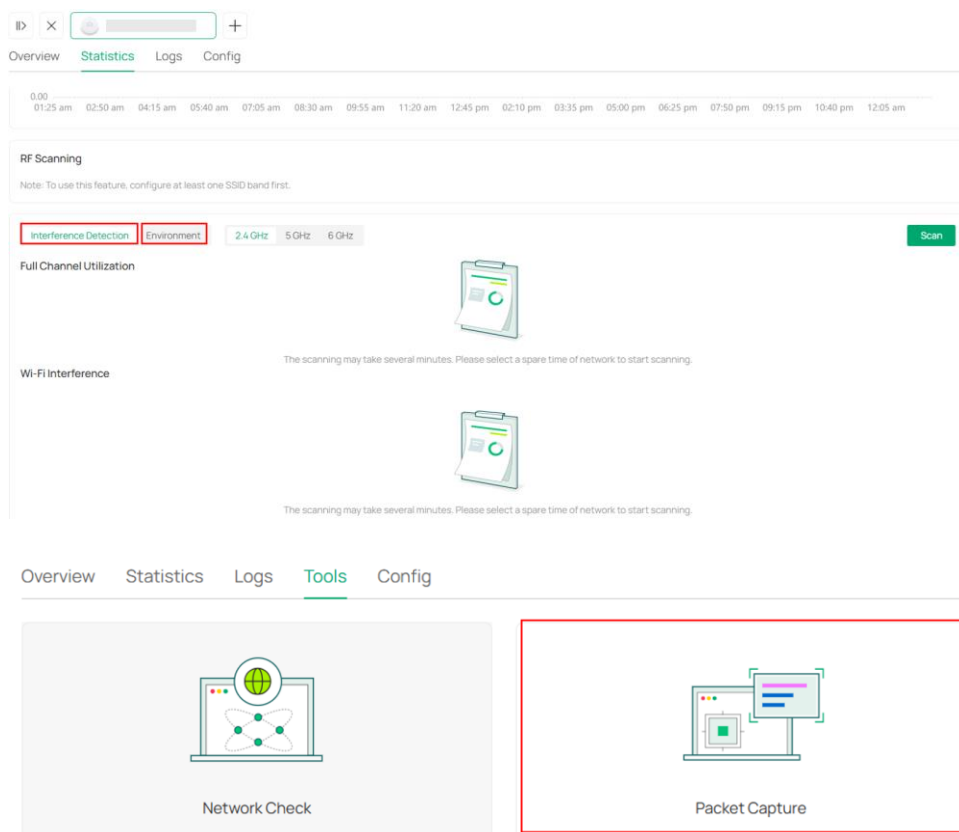 Overview Statistics Logs Config
0.00
01:25 am 02:50 am 04:15 am 05:40 am 07:05 am 08:30 am 09:55 am 11:20 am 12:45 pm 02:10 pm 03:35 pm 05:00 pm 06:25 pm 07:50 pm 09:15 pm 10:40 pm 12:05 am
RF Scanning
Note: To use this feature, configure at least one SSID band first.
Interference Detection Environment 2.4 GHz 5 GHz 6 GHz Scan
Full Channel Utilization
The scanning may take several minutes. Please select a spare time of network to start scanning.
Wi-Fi Interference
The scanning may take several minutes. Please select a spare time of network to start scanning.
Overview Statistics Logs Tools Config
Network Check Packet Capture